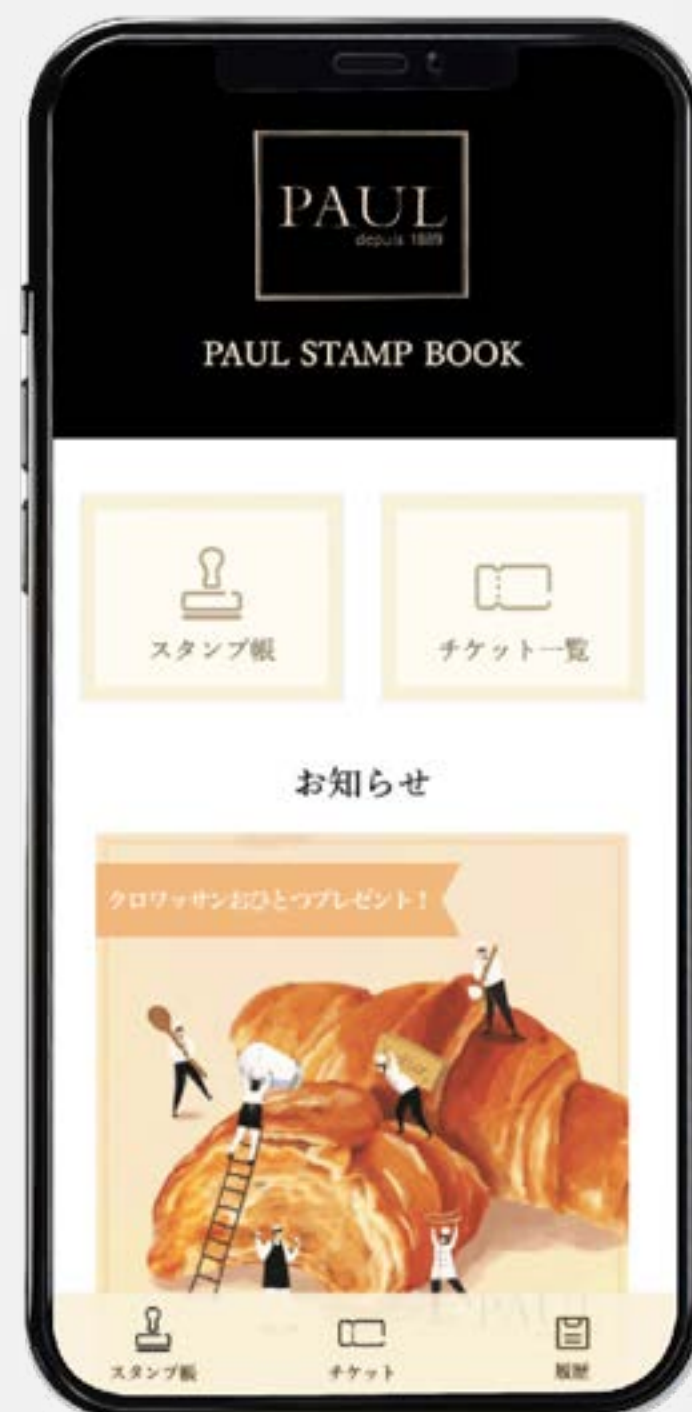 PAUL
depuis 1889
PAUL STAMP BOOK
スタンプ帳
チケット一覧
お知らせ
クロワッサンおひとつプレゼント！
PAUL
スタンプ帳
チケット
履歴